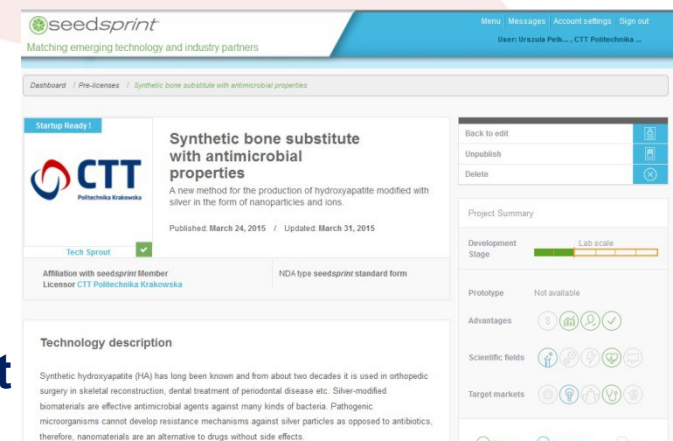 seedsprint
Menu Messages Account settings Sign out
Matching emerging technology and industry partners
User: Urszula Pelk... , CTT Politechnika ...
Dashboard / Pre-licenses / Synthetic bone substitute with antimicrobial properties
Startup Ready !
CTT
Politechnika Krakowska
Tech Sprout
Synthetic bone substitute
with antimicrobial
properties
A new method for the production of hydroxyapatite modified with
silver in the form of nanoparticles and ions.
Published: March 24, 2015 / Updated: March 31, 2015
Affiliation with seedsprint Member
Licensor CTT Politechnika Krakowska
NDA type seedsprint standard form
Back to edit
Unpublish
Delete
Project Summary
Development
Stage
Lab scale
Prototype Not available
Advantages
Scientific fields
Target markets
t
Technology description
Synthetic hydroxyapatite (HA) has long been known and from about two decades it is used in orthopedic
surgery in skeletal reconstruction, dental treatment of periodontal disease etc. Silver-modified
biomaterials are effective antimicrobial agents against many kinds of bacteria. Pathogenic
microorganisms cannot develop resistance mechanisms against silver particles as opposed to antibiotics,
therefore, nanomaterials are an alternative to drugs without side effects.